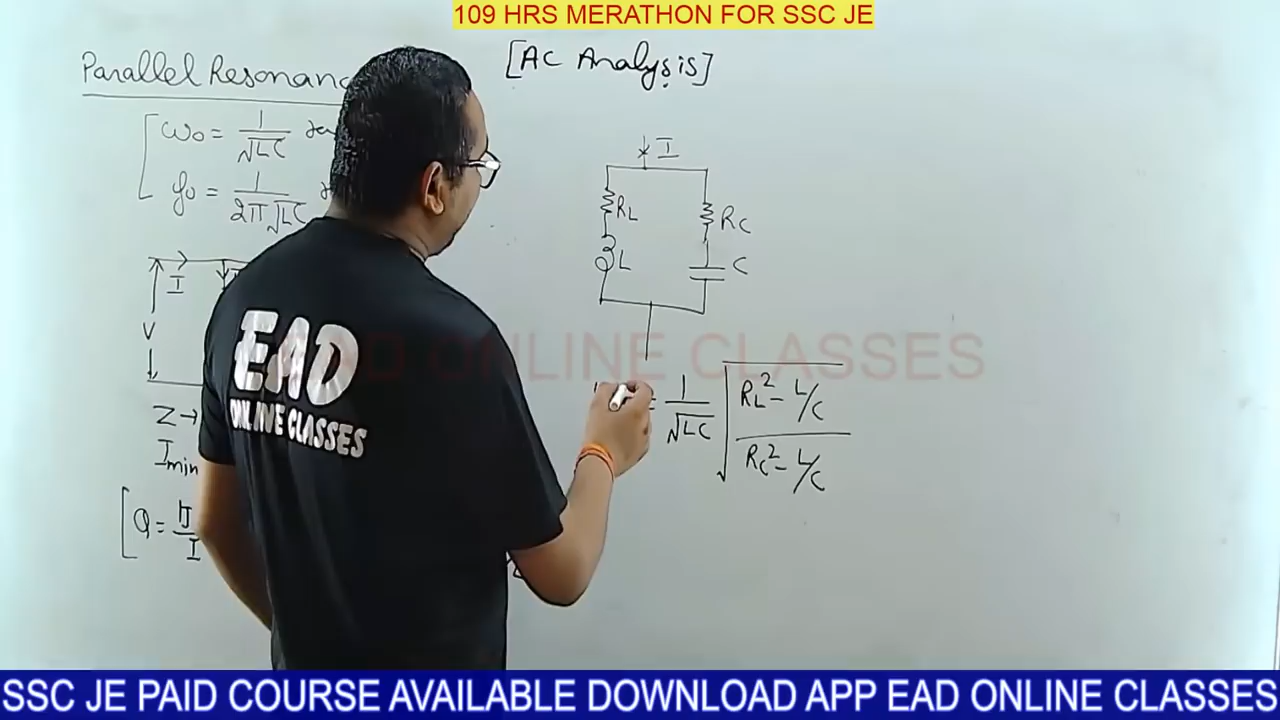 109 HRS MERATHON FOR SSC JE
Parallel Resonanc
[AC Analysis]
ω₀ = 1/√LC
f₀ = 1/2π√LC
I
V
Z →
Imin
Q =
I
I
RL
L
RC
C
= 1/√LC √((RL² - L/C)/(RC² - L/C))
EAD
ONLINE CLASSES
EAD ONLINE CLASSES
SSC JE PAID COURSE AVAILABLE DOWNLOAD APP EAD ONLINE CLASSES